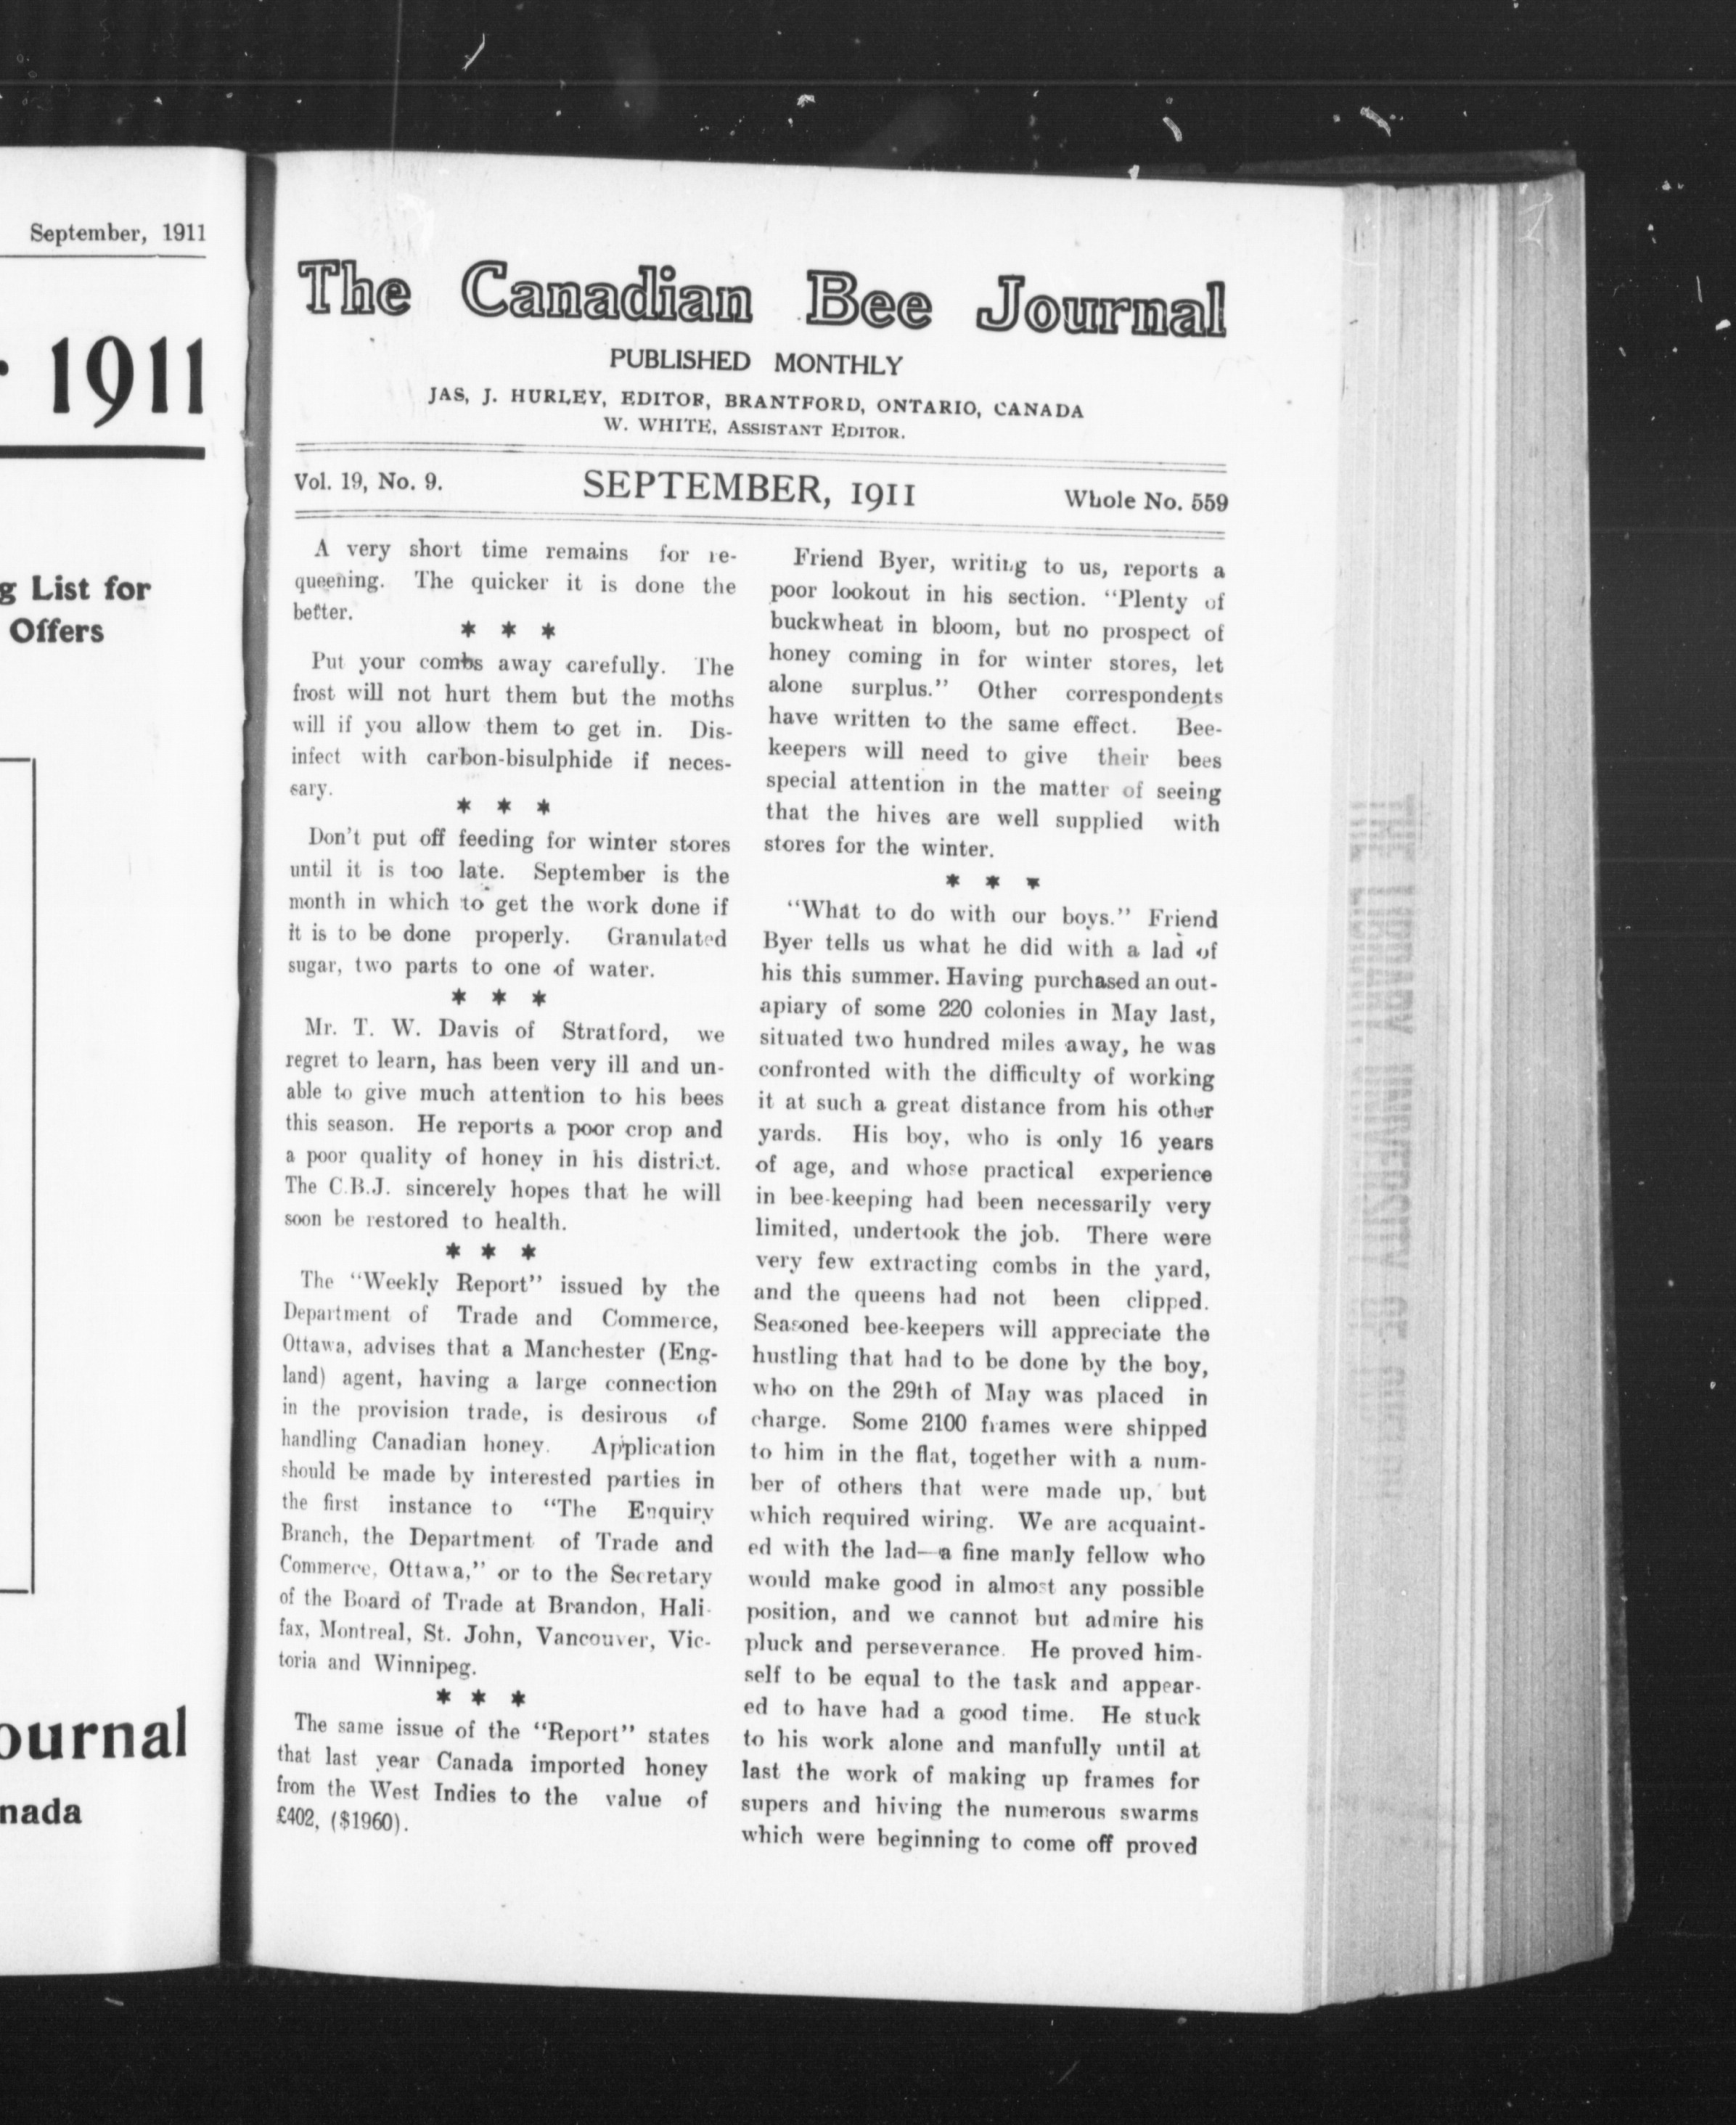 September, 1911
1911
g List for
Offers
ournal
nada
The Canadian Bee Journal
PUBLISHED MONTHLY
JAS, J. HURLEY, EDITOR, BRANTFORD, ONTARIO, CANADA
W. WHITE, ASSISTANT EDITOR.
Vol. 19, No. 9. SEPTEMBER, 1911 Whole No. 559
A very short time remains for re-
queening. The quicker it is done the
better.
* * *
Put your combs away carefully. The
frost will not hurt them but the moths
will if you allow them to get in. Dis-
infect with carbon-bisulphide if neces-
sary.
* * *
Don't put off feeding for winter stores
until it is too late. September is the
month in which to get the work done if
it is to be done properly. Granulated
sugar, two parts to one of water.
* * *
Mr. T. W. Davis of Stratford, we
regret to learn, has been very ill and un-
able to give much attention to his bees
this season. He reports a poor crop and
a poor quality of honey in his district.
The C.B.J. sincerely hopes that he will
soon be restored to health.
* * *
The "Weekly Report" issued by the
Department of Trade and Commerce,
Ottawa, advises that a Manchester (Eng-
land) agent, having a large connection
in the provision trade, is desirous of
handling Canadian honey. Application
should be made by interested parties in
the first instance to "The Enquiry
Branch, the Department of Trade and
Commerce, Ottawa," or to the Secretary
of the Board of Trade at Brandon, Hali-
fax, Montreal, St. John, Vancouver, Vic-
toria and Winnipeg.
* * *
The same issue of the "Report" states
that last year Canada imported honey
from the West Indies to the value of
£402, ($1960).
Friend Byer, writing to us, reports a
poor lookout in his section. "Plenty of
buckwheat in bloom, but no prospect of
honey coming in for winter stores, let
alone surplus." Other correspondents
have written to the same effect. Bee-
keepers will need to give their bees
special attention in the matter of seeing
that the hives are well supplied with
stores for the winter.
* * *
"What to do with our boys." Friend
Byer tells us what he did with a lad of
his this summer. Having purchased an out-
apiary of some 220 colonies in May last,
situated two hundred miles away, he was
confronted with the difficulty of working
it at such a great distance from his other
yards. His boy, who is only 16 years
of age, and whose practical experience
in bee-keeping had been necessarily very
limited, undertook the job. There were
very few extracting combs in the yard,
and the queens had not been clipped.
Seasoned bee-keepers will appreciate the
hustling that had to be done by the boy,
who on the 29th of May was placed in
charge. Some 2100 frames were shipped
to him in the flat, together with a num-
ber of others that were made up, but
which required wiring. We are acquaint-
ed with the lad—a fine manly fellow who
would make good in almost any possible
position, and we cannot but admire his
pluck and perseverance. He proved him-
self to be equal to the task and appear-
ed to have had a good time. He stuck
to his work alone and manfully until at
last the work of making up frames for
supers and hiving the numerous swarms
which were beginning to come off proved